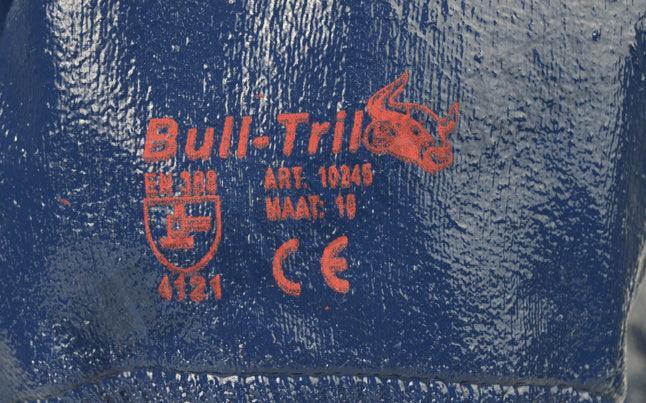 Bull-Tril
EN 388
ART: 10245
MAAT: 10
4121
CE